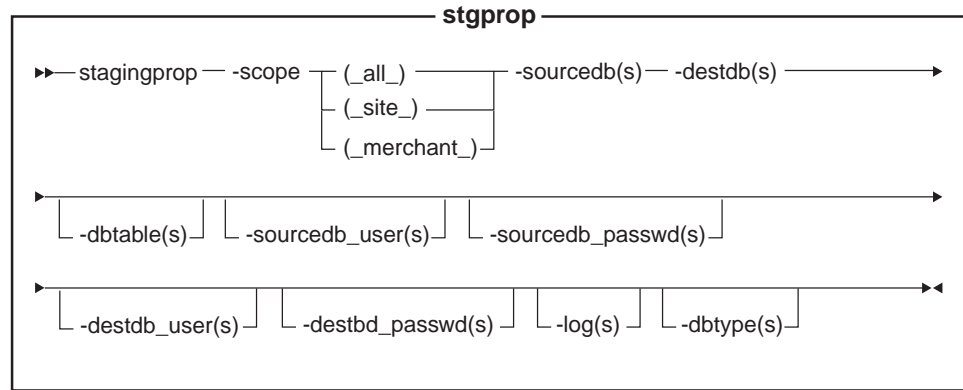 stgprop
stagingprop -scope (_all_) -sourcedb(s) -destdb(s)
(_site_)
(_merchant_)
-dbtable(s) -sourcedb_user(s) -sourcedb_passwd(s)
-destdb_user(s) -destbd_passwd(s) -log(s) -dbtype(s)